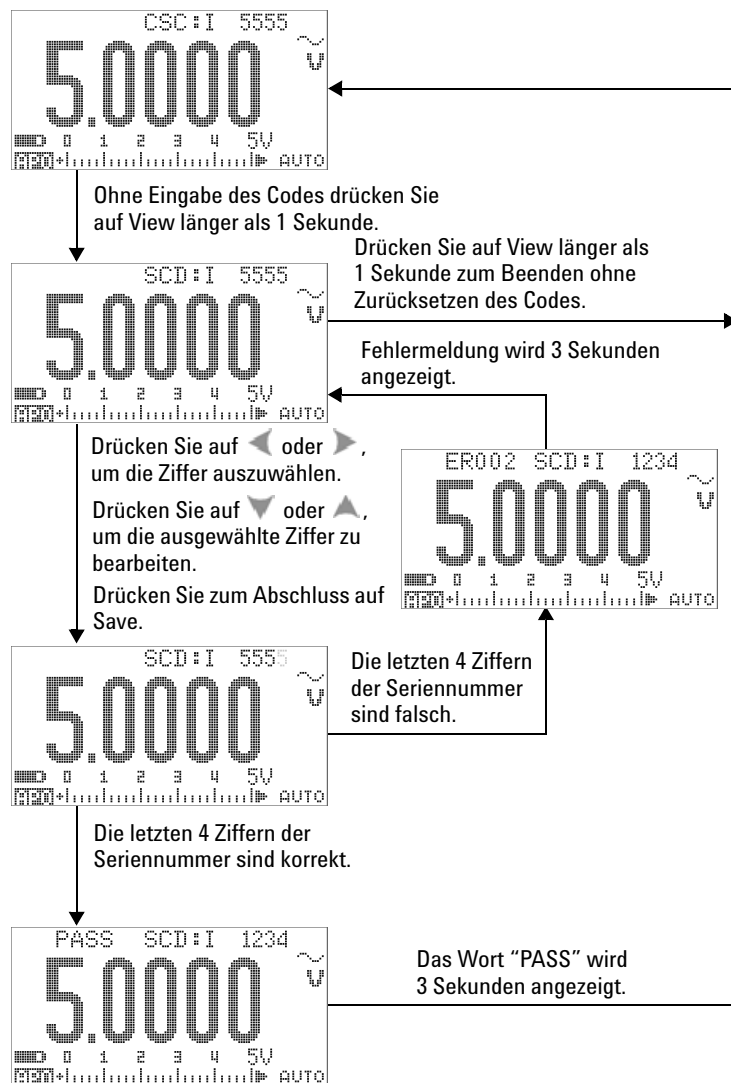 CSC:I 5555
5.0000 V
0 1 2 3 4 5V
APO AUTO
Ohne Eingabe des Codes drücken Sie
auf View länger als 1 Sekunde.
SCD:I 5555
5.0000 V
0 1 2 3 4 5V
APO AUTO
Drücken Sie auf View länger als
1 Sekunde zum Beenden ohne
Zurücksetzen des Codes.
Fehlermeldung wird 3 Sekunden
angezeigt.
Drücken Sie auf ◀ oder ▶,
um die Ziffer auszuwählen.
Drücken Sie auf ▼ oder ▲,
um die ausgewählte Ziffer zu
bearbeiten.
Drücken Sie zum Abschluss auf
Save.
ER002 SCD:I 1234
5.0000 V
0 1 2 3 4 5V
APO AUTO
SCD:I 5555
5.0000 V
0 1 2 3 4 5V
APO AUTO
Die letzten 4 Ziffern
der Seriennummer
sind falsch.
Die letzten 4 Ziffern der
Seriennummer sind korrekt.
PASS SCD:I 1234
5.0000 V
0 1 2 3 4 5V
APO AUTO
Das Wort “PASS” wird
3 Sekunden angezeigt.